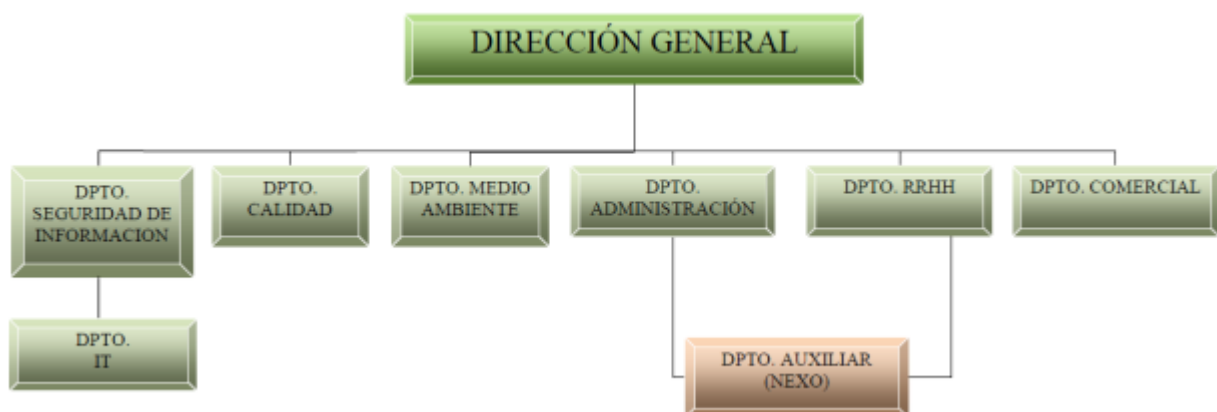 DIRECCIÓN GENERAL
DPTO.
SEGURIDAD DE
INFORMACION
DPTO.
CALIDAD
DPTO. MEDIO
AMBIENTE
DPTO.
ADMINISTRACIÓN
DPTO. RRHH
DPTO. COMERCIAL
DPTO.
IT
DPTO. AUXILIAR
(NEXO)